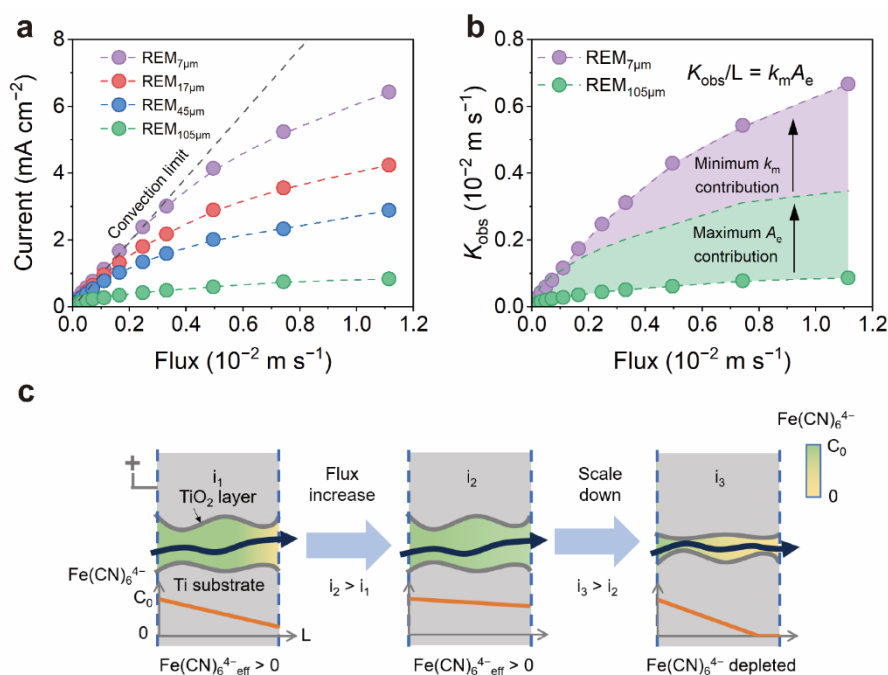 a
Current (mA cm⁻²)
8
6
4
2
0
REM7μm
REM17μm
REM45μm
REM105μm
Convection limit
0.0 0.2 0.4 0.6 0.8 1.0 1.2
Flux (10⁻² m s⁻¹)
b
Kobs (10⁻² m s⁻¹)
0.8
0.6
0.4
0.2
0.0
REM7μm
REM105μm
Kobs/L = kmAe
Minimum km
contribution
Maximum Ae
contribution
0.0 0.2 0.4 0.6 0.8 1.0 1.2
Flux (10⁻² m s⁻¹)
c
Fe(CN)₆⁴⁻
C₀
0
+
i₁
TiO₂ layer
Ti substrate
Fe(CN)₆⁴⁻
C₀
0
L
Fe(CN)₆⁴⁻eff > 0
Flux
increase
i₂ > i₁
i₂
Fe(CN)₆⁴⁻eff > 0
Scale
down
i₃ > i₂
i₃
Fe(CN)₆⁴⁻ depleted